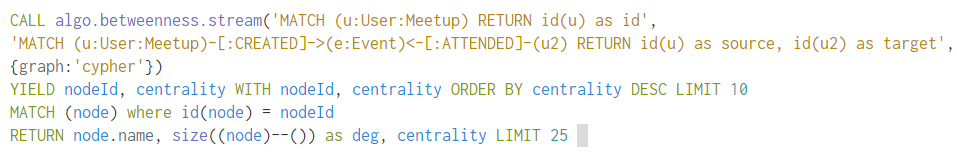 CALL algo.betweenness.stream('MATCH (u:User:Meetup) RETURN id(u) as id',
'MATCH (u:User:Meetup)-[:CREATED]->(e:Event)<-[:ATTENDED]-(u2) RETURN id(u) as source, id(u2) as target',
{graph:'cypher'})
YIELD nodeId, centrality WITH nodeId, centrality ORDER BY centrality DESC LIMIT 10
MATCH (node) where id(node) = nodeId
RETURN node.name, size((node)--()) as deg, centrality LIMIT 25